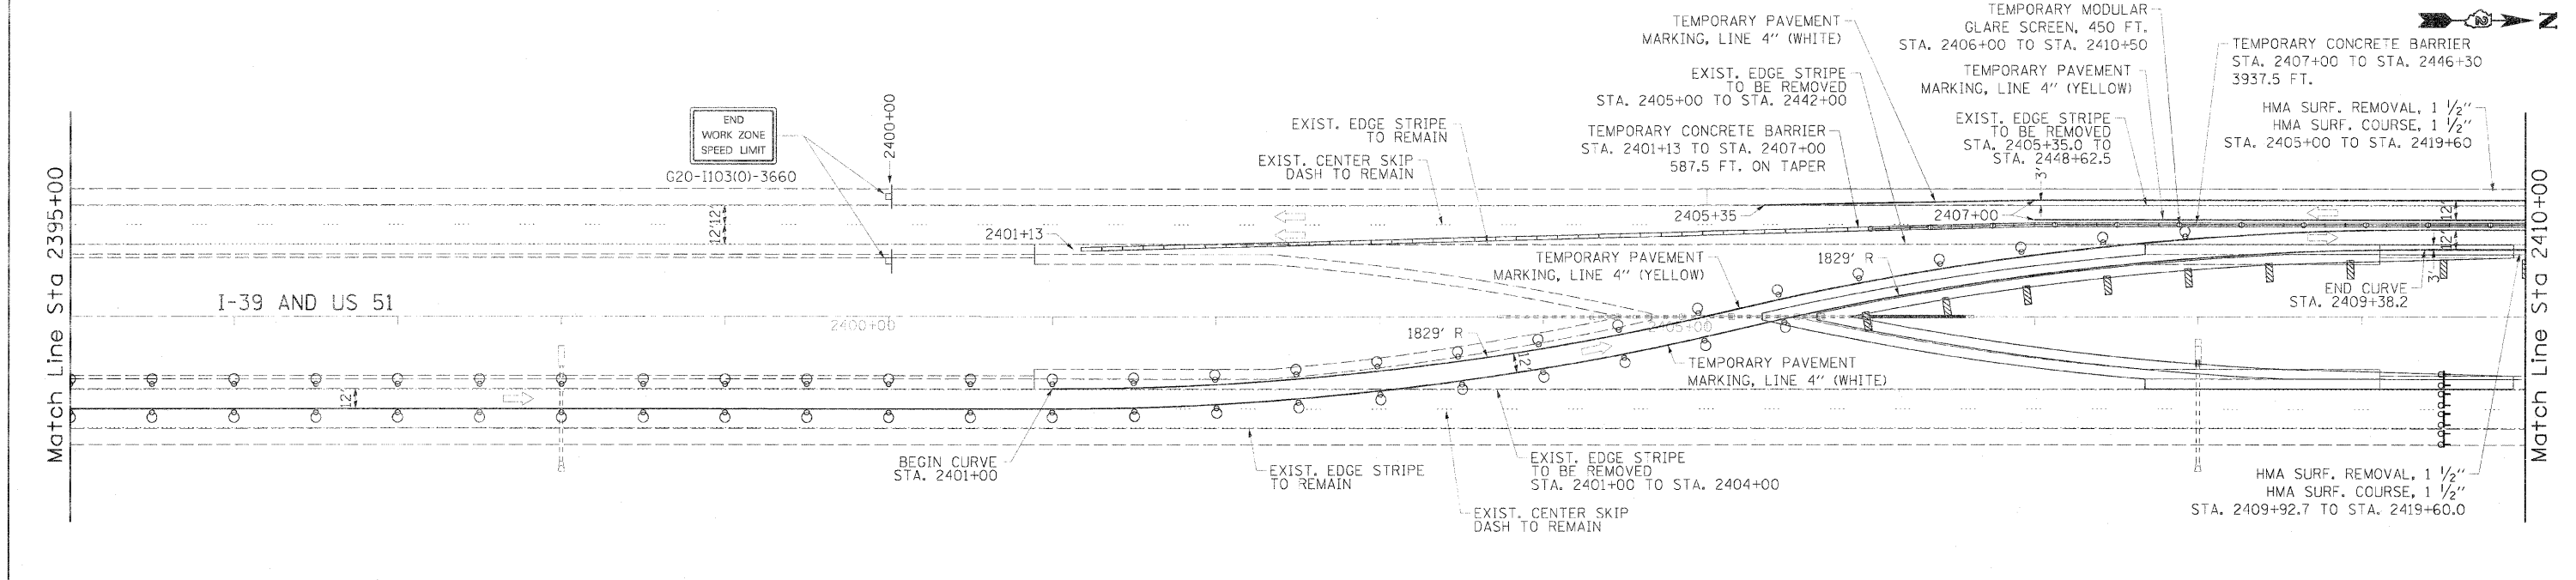 TEMPORARY PAVEMENT
MARKING, LINE 4" (WHITE)
TEMPORARY MODULAR
GLARE SCREEN, 450 FT.
STA. 2406+00 TO STA. 2410+50
TEMPORARY CONCRETE BARRIER
STA. 2407+00 TO STA. 2446+30
3937.5 FT.
N
2
EXIST. EDGE STRIPE
TO BE REMOVED
STA. 2405+00 TO STA. 2442+00
TEMPORARY PAVEMENT
MARKING, LINE 4" (YELLOW)
HMA SURF. REMOVAL, 1 1/2"
HMA SURF. COURSE, 1 1/2"
STA. 2405+00 TO STA. 2419+60
END
WORK ZONE
SPEED LIMIT
G20-I103(0)-3660
2400+00
EXIST. EDGE STRIPE
TO REMAIN
EXIST. CENTER SKIP
DASH TO REMAIN
TEMPORARY CONCRETE BARRIER
STA. 2401+13 TO STA. 2407+00
587.5 FT. ON TAPER
EXIST. EDGE STRIPE
TO BE REMOVED
STA. 2405+35.0 TO
STA. 2448+62.5
3'
Match Line Sta 2395+00
Match Line Sta 2410+00
12'
12'
2405+35
2407+00
12'
12'
2401+13
TEMPORARY PAVEMENT
MARKING, LINE 4" (YELLOW)
1829' R
3'
END CURVE
STA. 2409+38.2
I-39 AND US 51
2400+00
2405+00
1829' R
12'
TEMPORARY PAVEMENT
MARKING, LINE 4" (WHITE)
12'
BEGIN CURVE
STA. 2401+00
EXIST. EDGE STRIPE
TO REMAIN
EXIST. EDGE STRIPE
TO BE REMOVED
STA. 2401+00 TO STA. 2404+00
EXIST. CENTER SKIP
DASH TO REMAIN
HMA SURF. REMOVAL, 1 1/2"
HMA SURF. COURSE, 1 1/2"
STA. 2409+92.7 TO STA. 2419+60.0